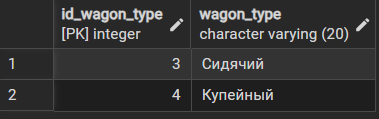 id_wagon_type wagon_type
[PK] integer character varying (20)
1 3 Сидячий
2 4 Купейный